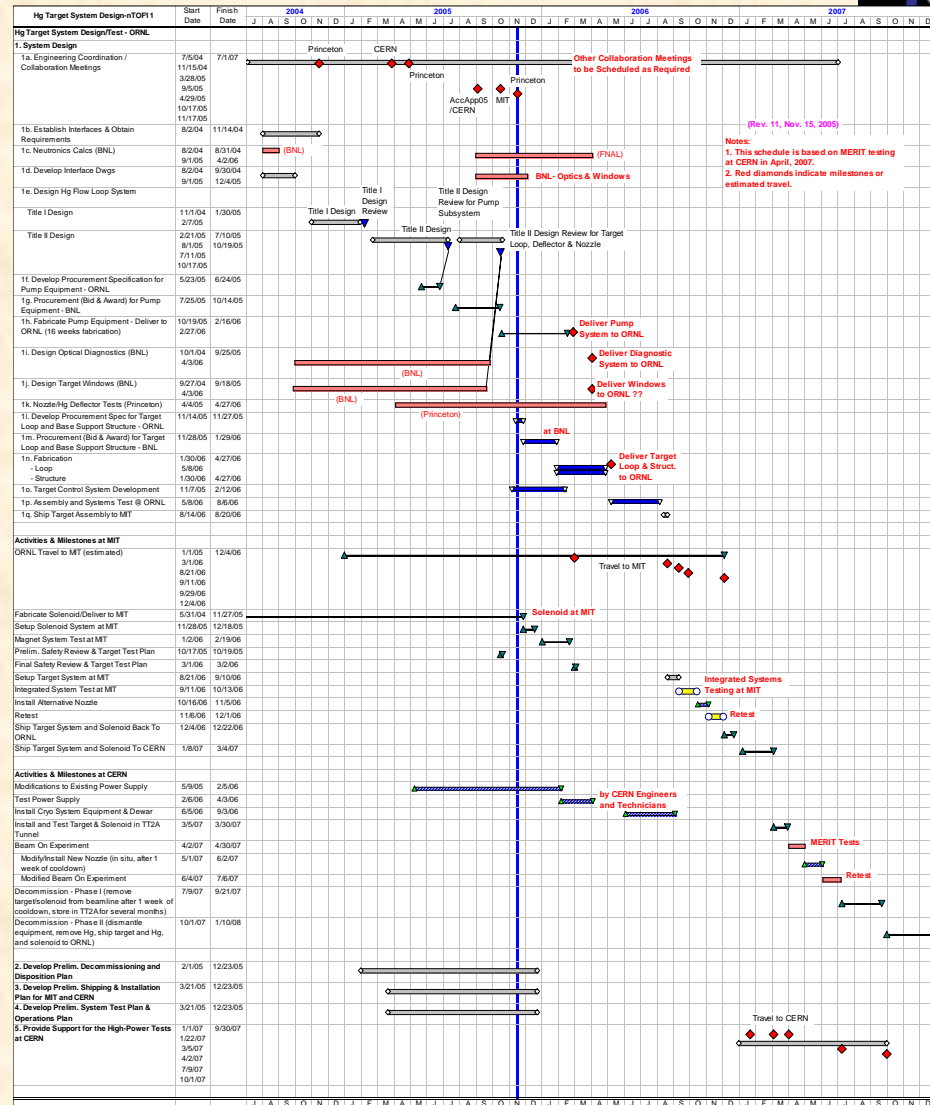 Hg Target System Design-nTOF11 Start Date Finish Date 2004 2005 2006 2007
J A S O N D J F M A M J J A S O N D J F M A M J J A S O N D J F M A M J J A S O N D
Hg Target System Design/Test - ORNL
1. System Design
1a. Engineering Coordination / Collaboration Meetings 7/5/04 7/1/07
11/15/04
3/28/05
9/5/05
4/29/05
10/17/05
11/17/05
Princeton CERN
Princeton
AccApp05 /CERN MIT Princeton
Other Collaboration Meetings
to be Scheduled as Required
(Rev. 11, Nov. 15, 2005)
Notes:
1. This schedule is based on MERIT testing
at CERN in April, 2007.
2. Red diamonds indicate milestones or
estimated travel.
1b. Establish Interfaces & Obtain Requirements 8/2/04 11/14/04
1c. Neutronics Calcs (BNL) 8/2/04 8/31/04
9/1/05 4/2/06
(BNL) (FNAL)
1d. Develop Interface Dwgs 8/2/04 9/30/04
9/1/05 12/4/05
BNL- Optics & Windows
1e. Design Hg Flow Loop System
Title I Design 11/1/04 1/30/05
2/7/05
Title I Design
Title I Design Review
Title II Design 2/21/05 7/10/05
8/1/05 10/19/05
7/11/05
10/17/05
Title II Design
Title II Design Review for Pump Subsystem
Title II Design Review for Target
Loop, Deflector & Nozzle
1f. Develop Procurement Specification for Pump Equipment - ORNL 5/23/05 6/24/05
1g. Procurement (Bid & Award) for Pump Equipment - BNL 7/25/05 10/14/05
1h. Fabricate Pump Equipment - Deliver to ORNL (16 weeks fabrication) 10/19/05 2/16/06
2/27/06
Deliver Pump
System to ORNL
1i. Design Optical Diagnostics (BNL) 10/1/04 9/25/05
4/3/06
(BNL)
Deliver Diagnostic
System to ORNL
1j. Design Target Windows (BNL) 9/27/04 9/18/05
4/3/06
(BNL)
Deliver Windows
to ORNL ??
1k. Nozzle/Hg Deflector Tests (Princeton) 4/4/05 4/27/06
(Princeton)
1l. Develop Procurement Spec for Target Loop and Base Support Structure - ORNL 11/14/05 11/27/05
1m. Procurement (Bid & Award) for Target Loop and Base Support Structure - BNL 11/28/05 1/29/06
at BNL
1n. Fabrication 1/30/06 4/27/06
- Loop 5/8/06
- Structure 1/30/06 4/27/06
Deliver Target
Loop & Struct.
to ORNL
1o. Target Control System Development 11/7/05 2/12/06
1p. Assembly and Systems Test @ ORNL 5/8/06 8/6/06
1q. Ship Target Assembly to MIT 8/14/06 8/20/06
Activities & Milestones at MIT
ORNL Travel to MIT (estimated) 1/1/05 12/4/06
3/1/06
8/21/06
9/11/06
9/29/06
12/4/06
Travel to MIT
Fabricate Solenoid/Deliver to MIT 5/31/04 11/27/05
Solenoid at MIT
Setup Solenoid System at MIT 11/28/05 12/18/05
Magnet System Test at MIT 1/2/06 2/19/06
Prelim. Safety Review & Target Test Plan 10/17/05 10/19/05
Final Safety Review & Target Test Plan 3/1/06 3/2/06
Setup Target System at MIT 8/21/06 9/10/06
Integrated System Test at MIT 9/11/06 10/13/06
Integrated Systems
Testing at MIT
Install Alternative Nozzle 10/16/06 11/5/06
Retest 11/6/06 12/1/06
Retest
Ship Target System and Solenoid Back To ORNL 12/4/06 12/22/06
Ship Target System and Solenoid To CERN 1/8/07 3/4/07
Activities & Milestones at CERN
Modifications to Existing Power Supply 5/9/05 2/5/06
Test Power Supply 2/6/06 4/3/06
by CERN Engineers
and Technicians
Install Cryo System Equipment & Dewar 6/5/06 9/3/06
Install and Test Target & Solenoid in TT2A Tunnel 3/5/07 3/30/07
Beam On Experiment 4/2/07 4/30/07
MERIT Tests
Modify/Install New Nozzle (in situ, after 1 week of cooldown) 5/1/07 6/2/07
Modified Beam On Experiment 6/4/07 7/6/07
Retest
Decommission - Phase I (remove target/solenoid from beamline after 1 week of cooldown, store in TT2A for several months) 7/9/07 9/21/07
Decommission - Phase II (dismantle equipment, remove Hg, ship target and Hg, and solenoid to ORNL) 10/1/07 1/10/08
2. Develop Prelim. Decommissioning and Disposition Plan 2/1/05 12/23/05
3. Develop Prelim. Shipping & Installation Plan for MIT and CERN 3/21/05 12/23/05
4. Develop Prelim. System Test Plan & Operations Plan 3/21/05 12/23/05
5. Provide Support for the High-Power Tests at CERN 1/1/07 9/30/07
1/22/07
3/5/07
4/2/07
7/9/07
10/1/07
Travel to CERN
J A S O N D J F M A M J J A S O N D J F M A M J J A S O N D J F M A M J J A S O N D